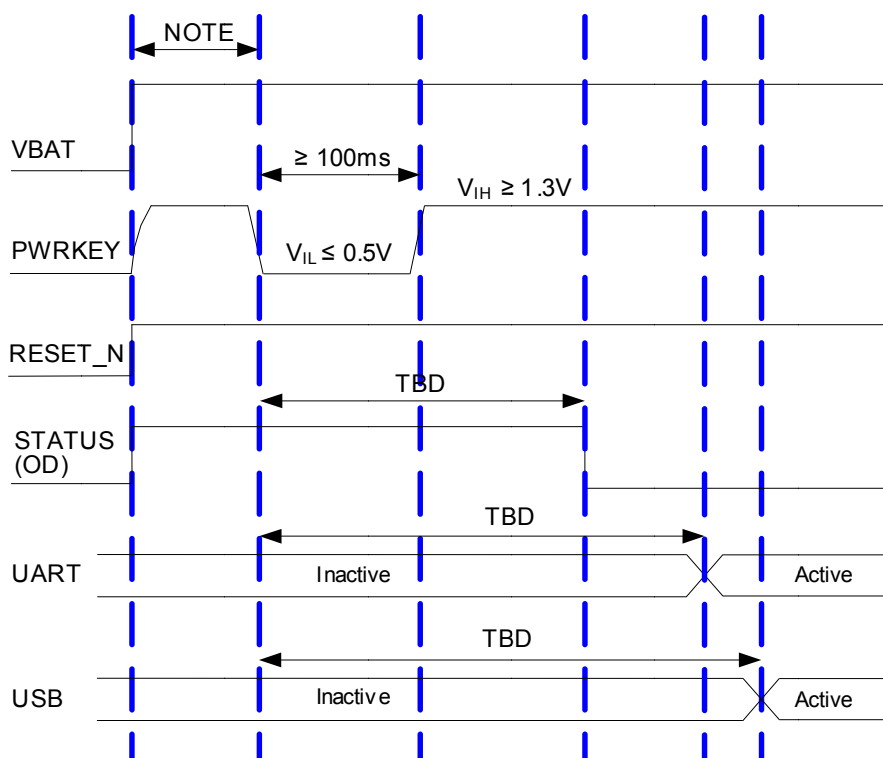 NOTE
VBAT
≥ 100ms
VIH ≥ 1.3V
PWRKEY
VIL ≤ 0.5V
RESET_N
TBD
STATUS
(OD)
TBD
UART
Inactive
Active
TBD
USB
Inactive
Active